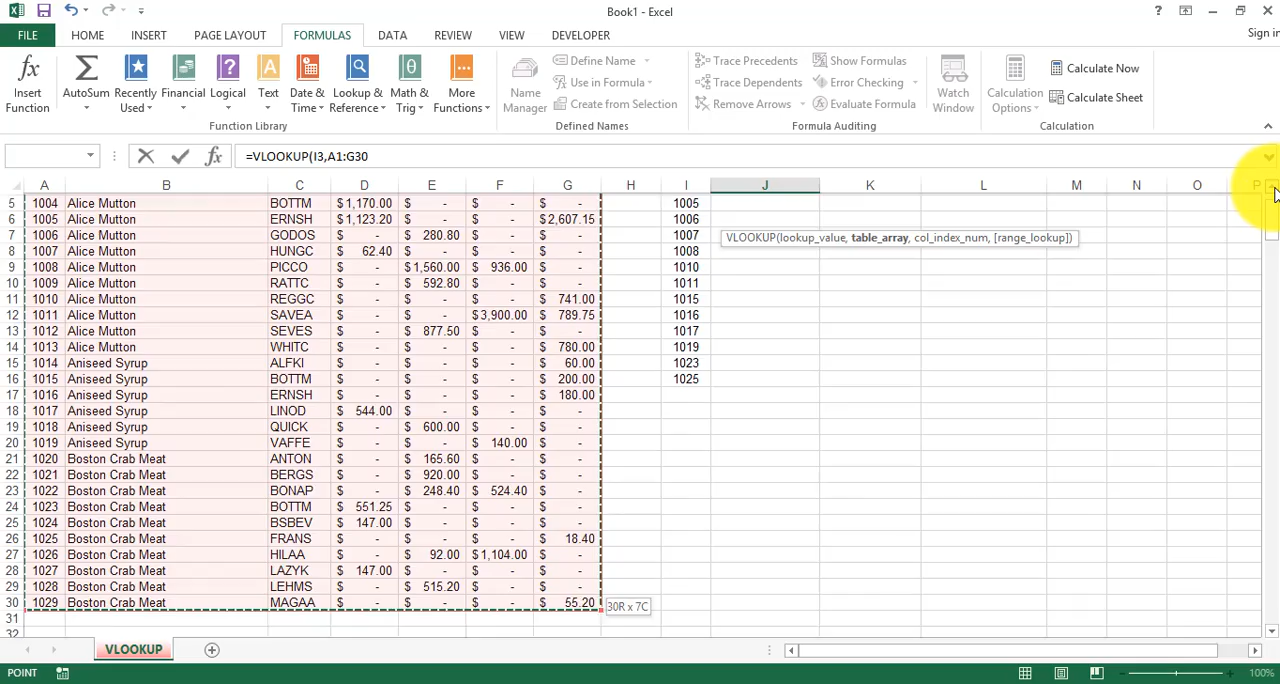 Book1 - Excel
?
Sign in
FILE HOME INSERT PAGE LAYOUT FORMULAS DATA REVIEW VIEW DEVELOPER
fx Insert Function
Σ AutoSum
Recently Used
Financial
Logical
Text
Date & Time
Lookup & Reference
Math & Trig
More Functions
Function Library
Name Manager
Define Name
Use in Formula
Create from Selection
Defined Names
Trace Precedents
Trace Dependents
Remove Arrows
Show Formulas
Error Checking
Evaluate Formula
Formula Auditing
Watch Window
Calculation Options
Calculate Now
Calculate Sheet
Calculation
fx =VLOOKUP(I3,A1:G30
A B C D E F G H I J K L M N O P
5 1004 Alice Mutton BOTTM $ 1,170.00 $ - $ - $ - 1005
6 1005 Alice Mutton ERNSH $ 1,123.20 $ - $ - $ 2,607.15 1006
7 1006 Alice Mutton GODOS $ - $ 280.80 $ - $ - 1007
VLOOKUP(lookup_value, table_array, col_index_num, [range_lookup])
8 1007 Alice Mutton HUNGC $ 62.40 $ - $ - $ - 1008
9 1008 Alice Mutton PICCO $ - $ 1,560.00 $ 936.00 $ - 1010
10 1009 Alice Mutton RATTC $ - $ 592.80 $ - $ - 1011
11 1010 Alice Mutton REGGC $ - $ - $ - $ 741.00 1015
12 1011 Alice Mutton SAVEA $ - $ - $ 3,900.00 $ 789.75 1016
13 1012 Alice Mutton SEVES $ - $ 877.50 $ - $ - 1017
14 1013 Alice Mutton WHITC $ - $ - $ - $ 780.00 1019
15 1014 Aniseed Syrup ALFKI $ - $ - $ - $ 60.00 1023
16 1015 Aniseed Syrup BOTTM $ - $ - $ - $ 200.00 1025
17 1016 Aniseed Syrup ERNSH $ - $ - $ - $ 180.00
18 1017 Aniseed Syrup LINOD $ 544.00 $ - $ - $ -
19 1018 Aniseed Syrup QUICK $ - $ 600.00 $ - $ -
20 1019 Aniseed Syrup VAFFE $ - $ - $ 140.00 $ -
21 1020 Boston Crab Meat ANTON $ - $ 165.60 $ - $ -
22 1021 Boston Crab Meat BERGS $ - $ 920.00 $ - $ -
23 1022 Boston Crab Meat BONAP $ - $ 248.40 $ 524.40 $ -
24 1023 Boston Crab Meat BOTTM $ 551.25 $ - $ - $ -
25 1024 Boston Crab Meat BSBEV $ 147.00 $ - $ - $ -
26 1025 Boston Crab Meat FRANS $ - $ - $ - $ 18.40
27 1026 Boston Crab Meat HILAA $ - $ 92.00 $ 1,104.00 $ -
28 1027 Boston Crab Meat LAZYK $ 147.00 $ - $ - $ -
29 1028 Boston Crab Meat LEHMS $ - $ 515.20 $ - $ -
30 1029 Boston Crab Meat MAGAA $ - $ - $ - $ 55.20
30R x 7C
31
32
VLOOKUP
POINT
100%